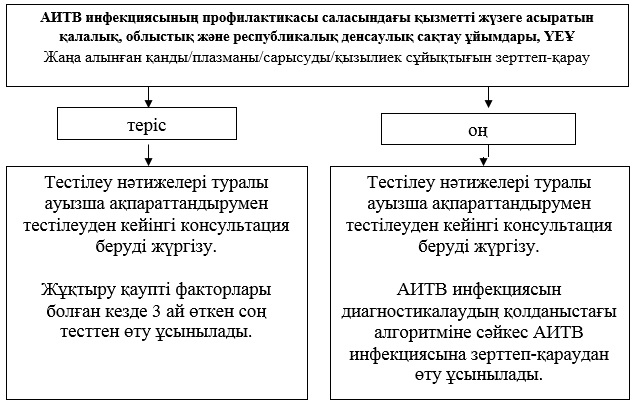 АИТВ инфекциясының профилактикасы саласындағы қызметті жүзеге асыратын
қалалық, облыстық және республикалық денсаулық сақтау ұйымдары, ҮЕҰ
Жаңа алынған қанды/плазманы/сарысуды/қызылиек сұйықтығын зерттеп-қарау
теріс
оң
Тестілеу нәтижелері туралы
ауызша ақпараттандырумен
тестілеуден кейінгі консультация
беруді жүргізу.
Жұқтыру қаупті факторлары
болған кезде 3 ай өткен соң
тесттен өту ұсынылады.
Тестілеу нәтижелері туралы
ауызша ақпараттандырумен
тестілеуден кейінгі консультация
беруді жүргізу.
АИТВ инфекциясын
диагностикалаудың қолданыстағы
алгоритміне сәйкес АИТВ
инфекциясына зерттеп-қараудан
өту ұсынылады.